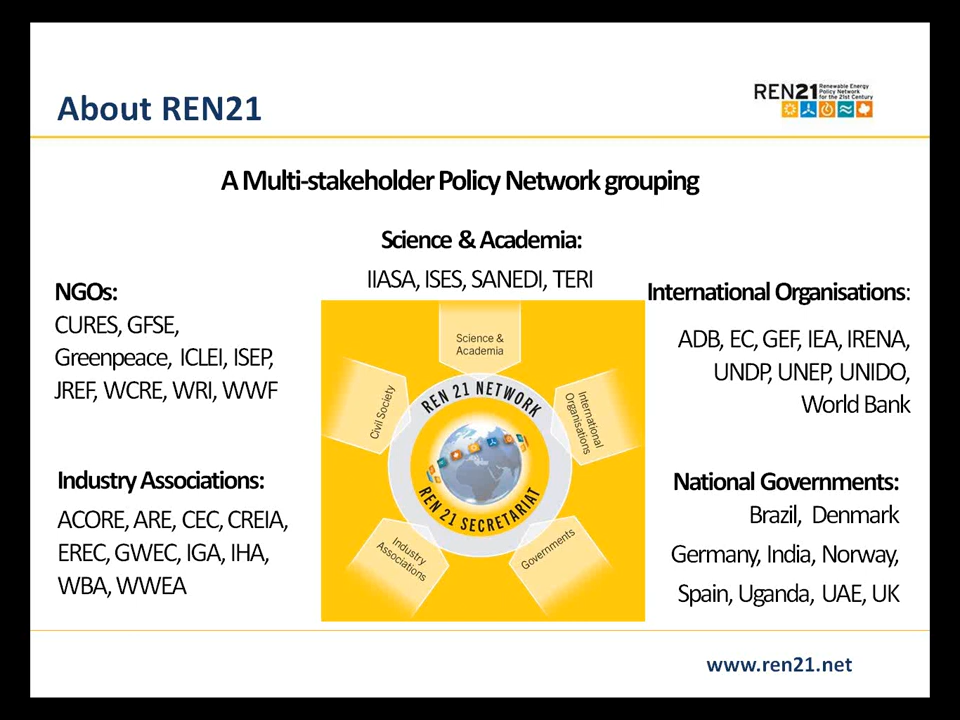 About REN21
REN21 Renewable Energy
Policy Network
for the 21st Century
A Multi-stakeholder Policy Network grouping
Science & Academia:
IIASA, ISES, SANEDI, TERI
NGOs:
CURES, GFSE,
Greenpeace, ICLEI, ISEP,
JREF, WCRE, WRI, WWF
International Organisations:
ADB, EC, GEF, IEA, IRENA,
UNDP, UNEP, UNIDO,
World Bank
Science &
Academia
Civil Society
International
Organisations
REN 21 NETWORK
REN 21 SECRETARIAT
Industry
Associations
Governments
Industry Associations:
ACORE, ARE, CEC, CREIA,
EREC, GWEC, IGA, IHA,
WBA, WWEA
National Governments:
Brazil, Denmark
Germany, India, Norway,
Spain, Uganda, UAE, UK
www.ren21.net